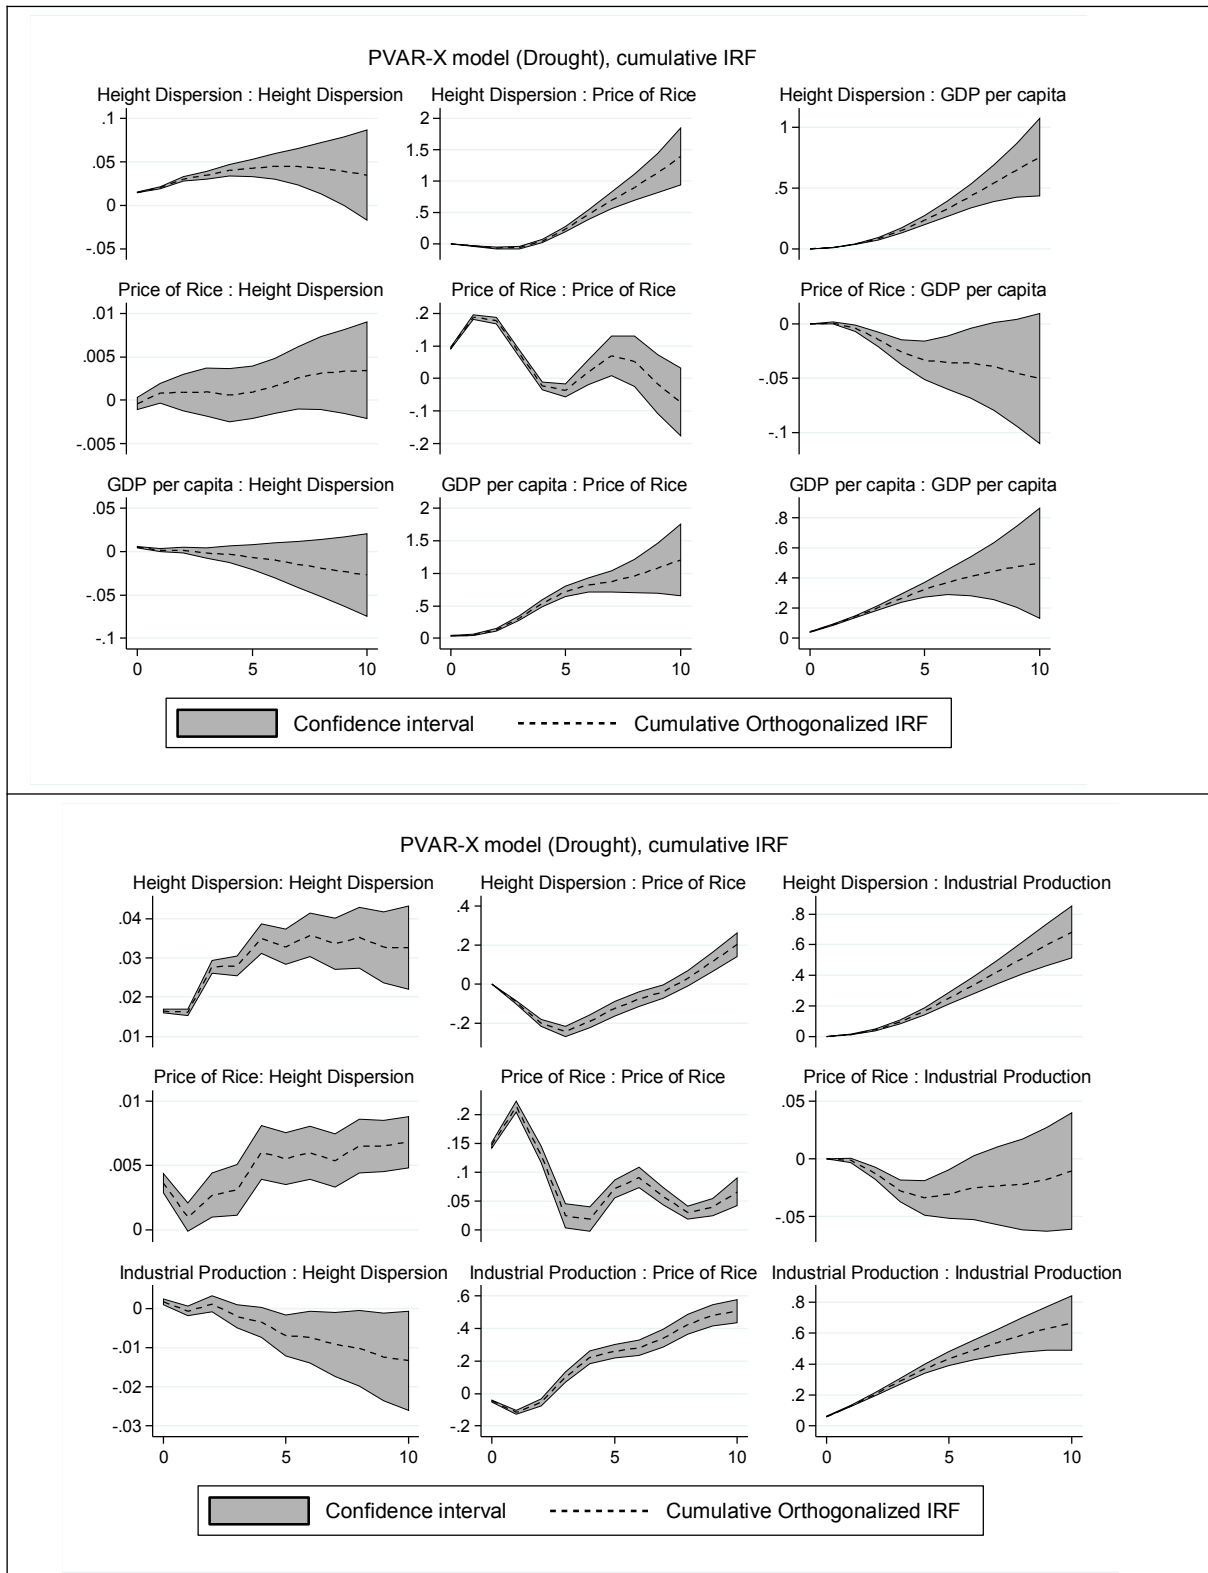 PVAR-X model (Drought), cumulative IRF
Height Dispersion : Height Dispersion
.1
.05
0
-.05
Height Dispersion : Price of Rice
2
1.5
1
.5
0
Height Dispersion : GDP per capita
1
.5
0
Price of Rice : Height Dispersion
.01
.005
0
-.005
Price of Rice : Price of Rice
.2
.1
0
-.1
-.2
Price of Rice : GDP per capita
0
-.05
-.1
GDP per capita : Height Dispersion
.05
0
-.05
-.1
0 5 10
GDP per capita : Price of Rice
2
1.5
1
.5
0
0 5 10
GDP per capita : GDP per capita
.8
.6
.4
.2
0
0 5 10
Confidence interval Cumulative Orthogonalized IRF
PVAR-X model (Drought), cumulative IRF
Height Dispersion: Height Dispersion
.04
.03
.02
.01
Height Dispersion : Price of Rice
.4
.2
0
-.2
Height Dispersion : Industrial Production
.8
.6
.4
.2
0
Price of Rice: Height Dispersion
.01
.005
0
Price of Rice : Price of Rice
.2
.15
.1
.05
0
Price of Rice : Industrial Production
.05
0
-.05
Industrial Production : Height Dispersion
0
-.01
-.02
-.03
0 5 10
Industrial Production : Price of Rice
.6
.4
.2
0
-.2
0 5 10
Industrial Production : Industrial Production
.8
.6
.4
.2
0
0 5 10
Confidence interval Cumulative Orthogonalized IRF